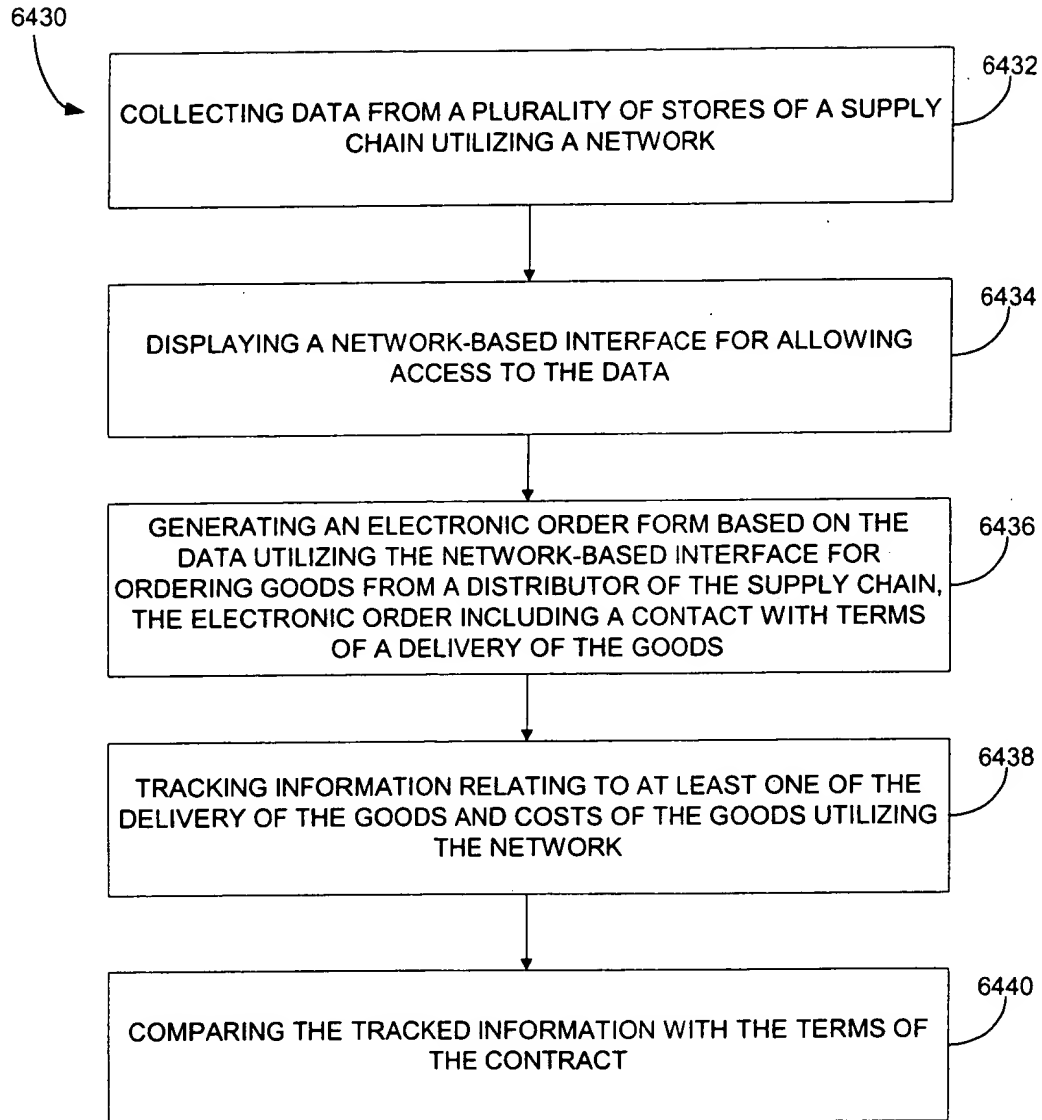 6430
6432
COLLECTING DATA FROM A PLURALITY OF STORES OF A SUPPLY
CHAIN UTILIZING A NETWORK
6434
DISPLAYING A NETWORK-BASED INTERFACE FOR ALLOWING
ACCESS TO THE DATA
6436
GENERATING AN ELECTRONIC ORDER FORM BASED ON THE
DATA UTILIZING THE NETWORK-BASED INTERFACE FOR
ORDERING GOODS FROM A DISTRIBUTOR OF THE SUPPLY CHAIN,
THE ELECTRONIC ORDER INCLUDING A CONTACT WITH TERMS
OF A DELIVERY OF THE GOODS
6438
TRACKING INFORMATION RELATING TO AT LEAST ONE OF THE
DELIVERY OF THE GOODS AND COSTS OF THE GOODS UTILIZING
THE NETWORK
6440
COMPARING THE TRACKED INFORMATION WITH THE TERMS OF
THE CONTRACT